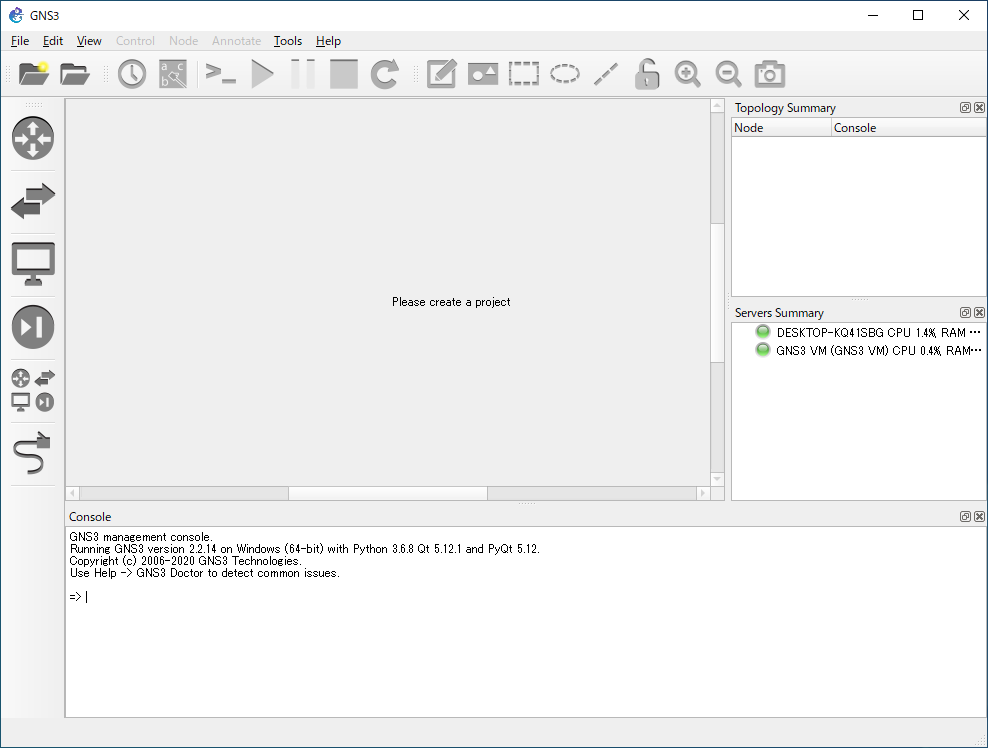 GNS3
File Edit View Control Node Annotate Tools Help
a c
b
Please create a project
Topology Summary
Node Console
Servers Summary
DESKTOP-KQ41SBG CPU 1.4%, RAM ...
GNS3 VM (GNS3 VM) CPU 0.4%, RAM...
Console
GNS3 management console.
Running GNS3 version 2.2.14 on Windows (64-bit) with Python 3.6.8 Qt 5.12.1 and PyQt 5.12.
Copyright (c) 2006-2020 GNS3 Technologies.
Use Help -> GNS3 Doctor to detect common issues.
=>